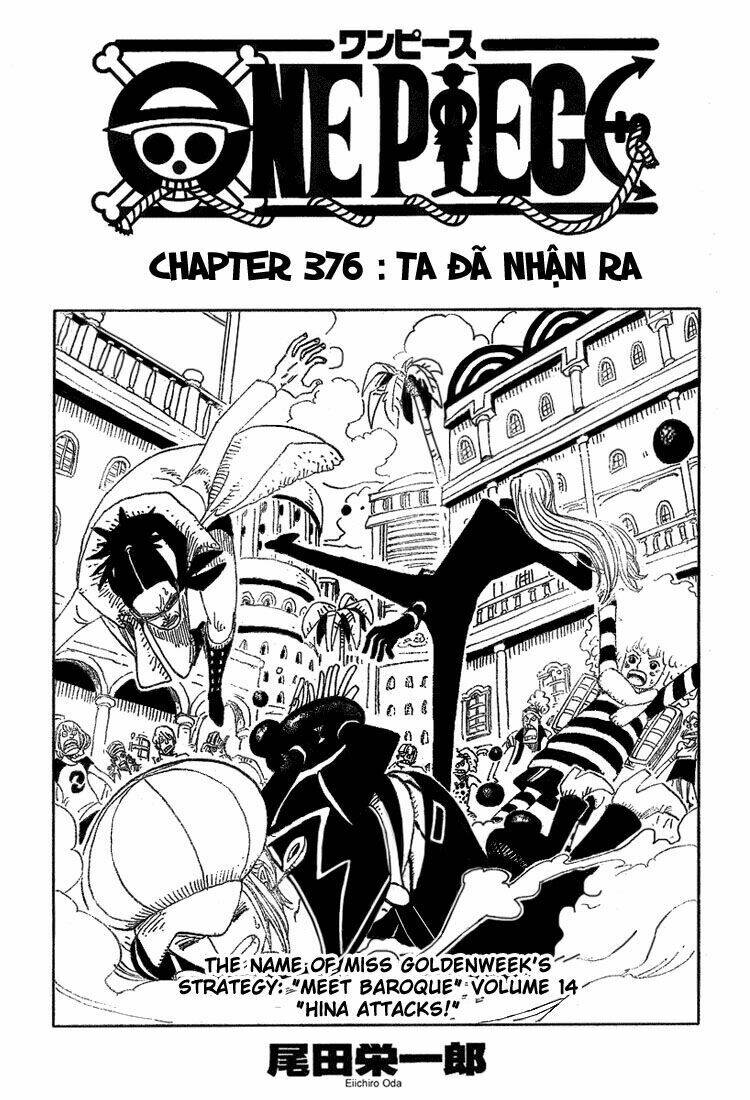 ワンピース
ONE PIECE
CHAPTER 376 : TA ĐÃ NHẬN RA
THE NAME OF MISS GOLDENWEEK'S
STRATEGY: "MEET BAROQUE" VOLUME 14
"HINA ATTACKS!"
尾田栄一郎
Eiichiro Oda